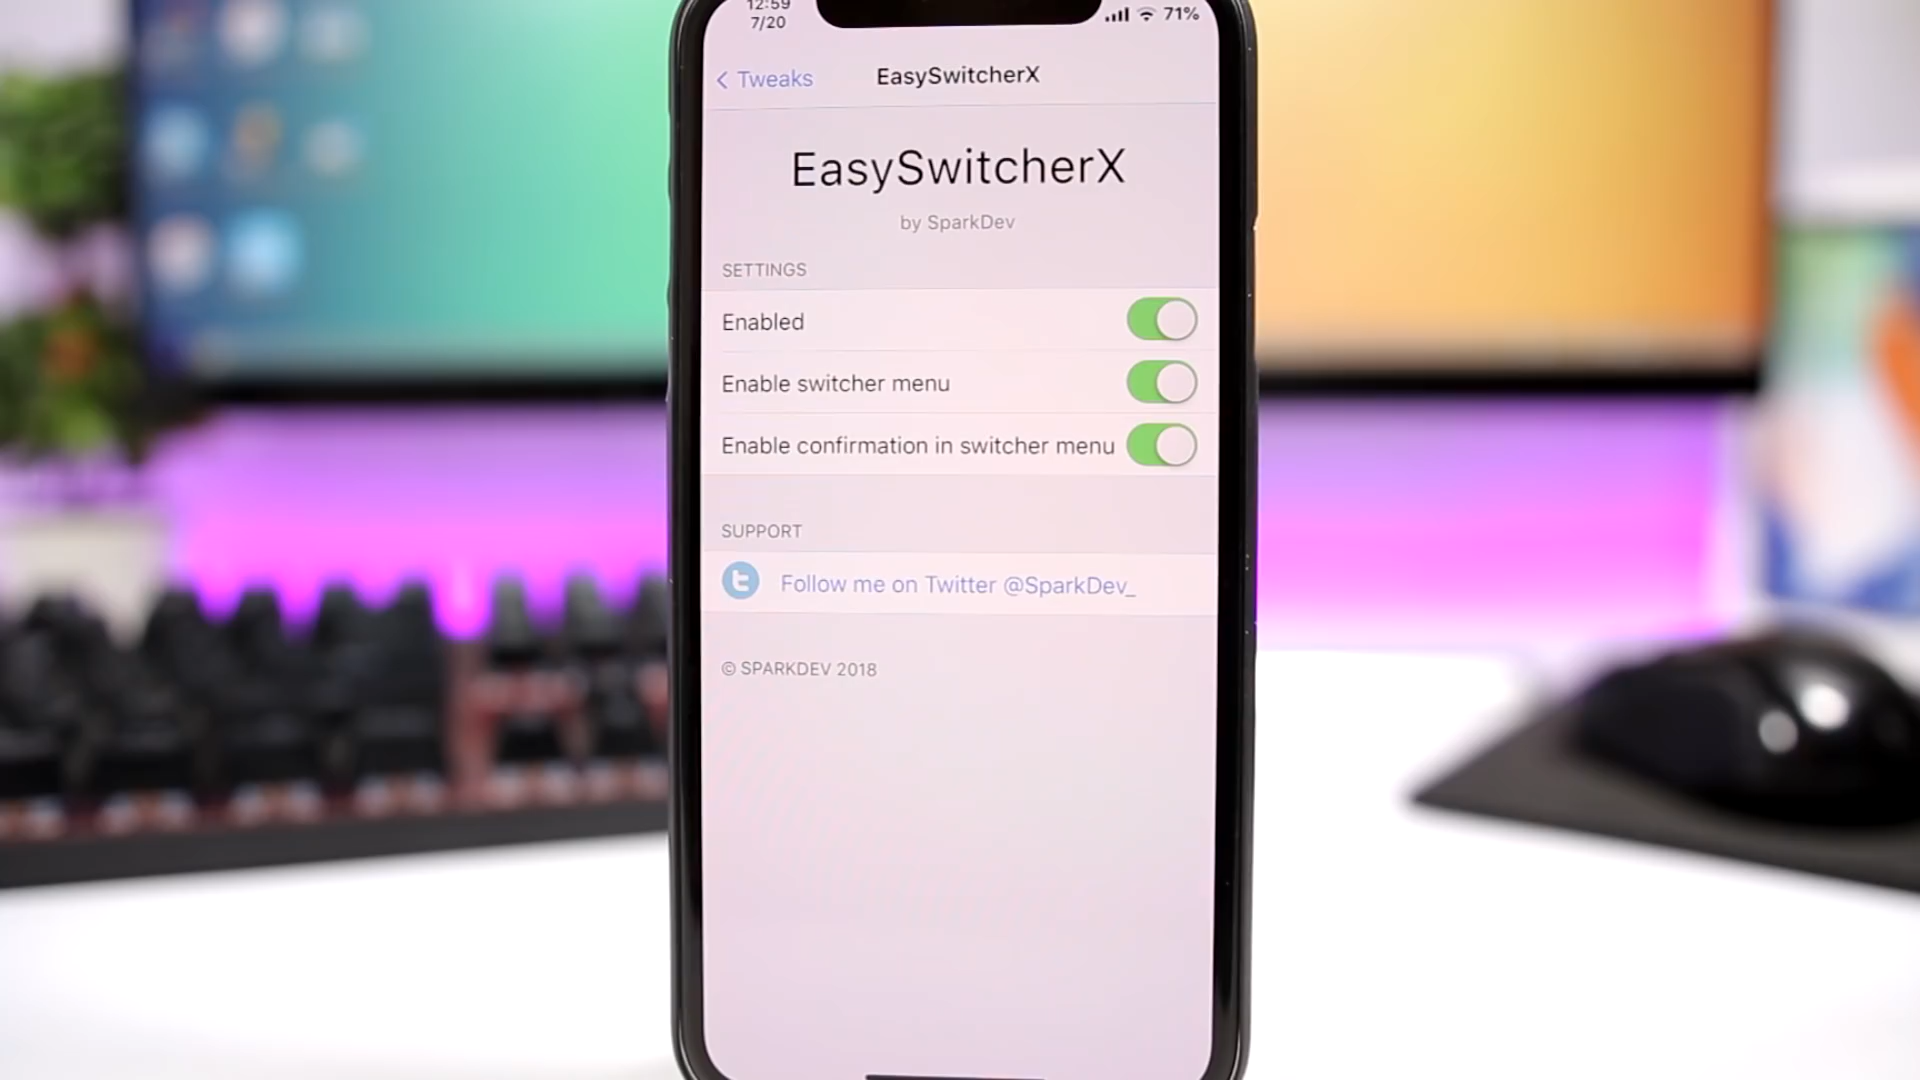 12:59
7/20
71%
Tweaks
EasySwitcherX
EasySwitcherX
by SparkDev
SETTINGS
Enabled
Enable switcher menu
Enable confirmation in switcher menu
SUPPORT
Follow me on Twitter @SparkDev_
© SPARKDEV 2018